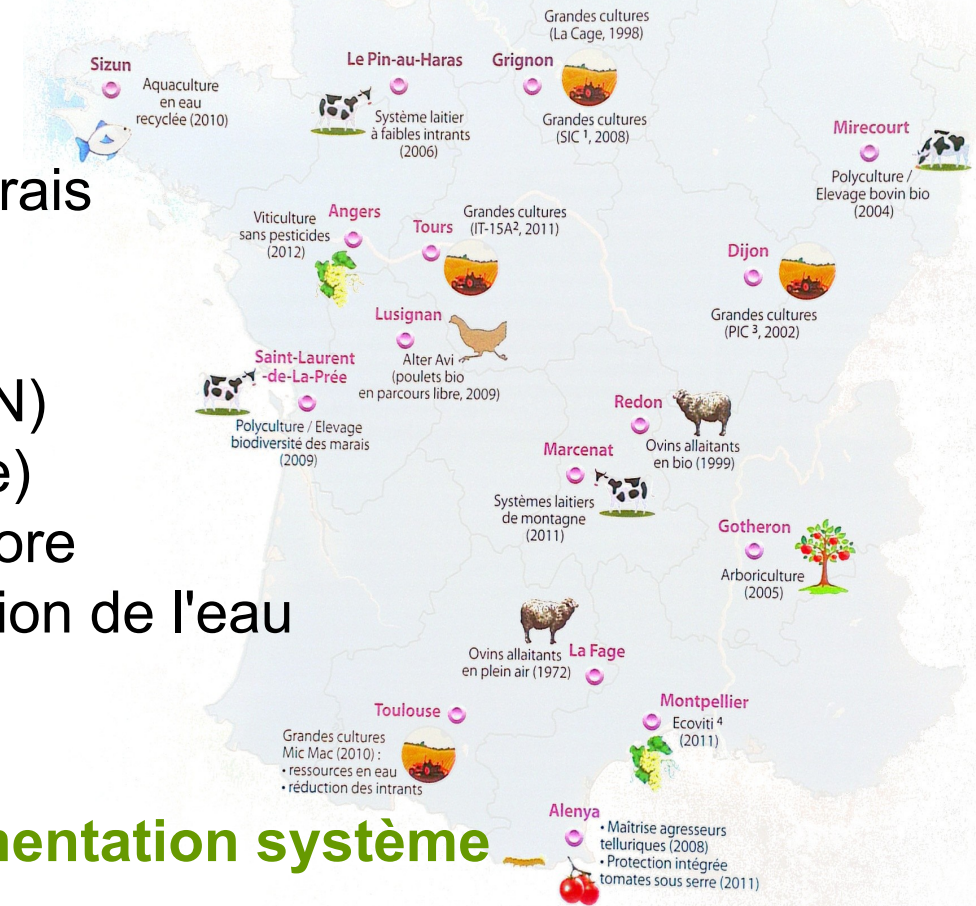 Grandes cultures
(La Cage, 1998)
Sizun
Aquaculture
en eau
recyclée (2010)
Le Pin-au-Haras
Système laitier
à faibles intrants
(2006)
Grignon
Grandes cultures
(SIC ¹, 2008)
Mirecourt
Polyculture /
Elevage bovin bio
(2004)
rais
Viticulture
sans pesticides
(2012)
Angers
Tours
Grandes cultures
(IT-15A², 2011)
Dijon
Grandes cultures
(PIC ³, 2002)
Lusignan
Alter Avi
(poulets bio
en parcours libre, 2009)
Saint-Laurent
-de-La-Prée
Polyculture / Elevage
biodiversité des marais
(2009)
N)
e)
ore
ion de l'eau
Redon
Ovins allaitants
en bio (1999)
Marcenat
Systèmes laitiers
de montagne
(2011)
Gotheron
Arboriculture
(2005)
Ovins allaitants
en plein air (1972)
La Fage
Toulouse
Grandes cultures
Mic Mac (2010) :
• ressources en eau
• réduction des intrants
Montpellier
Ecoviti ⁴
(2011)
Alenya
• Maîtrise agresseurs
telluriques (2008)
• Protection intégrée
tomates sous serre (2011)
mentation système